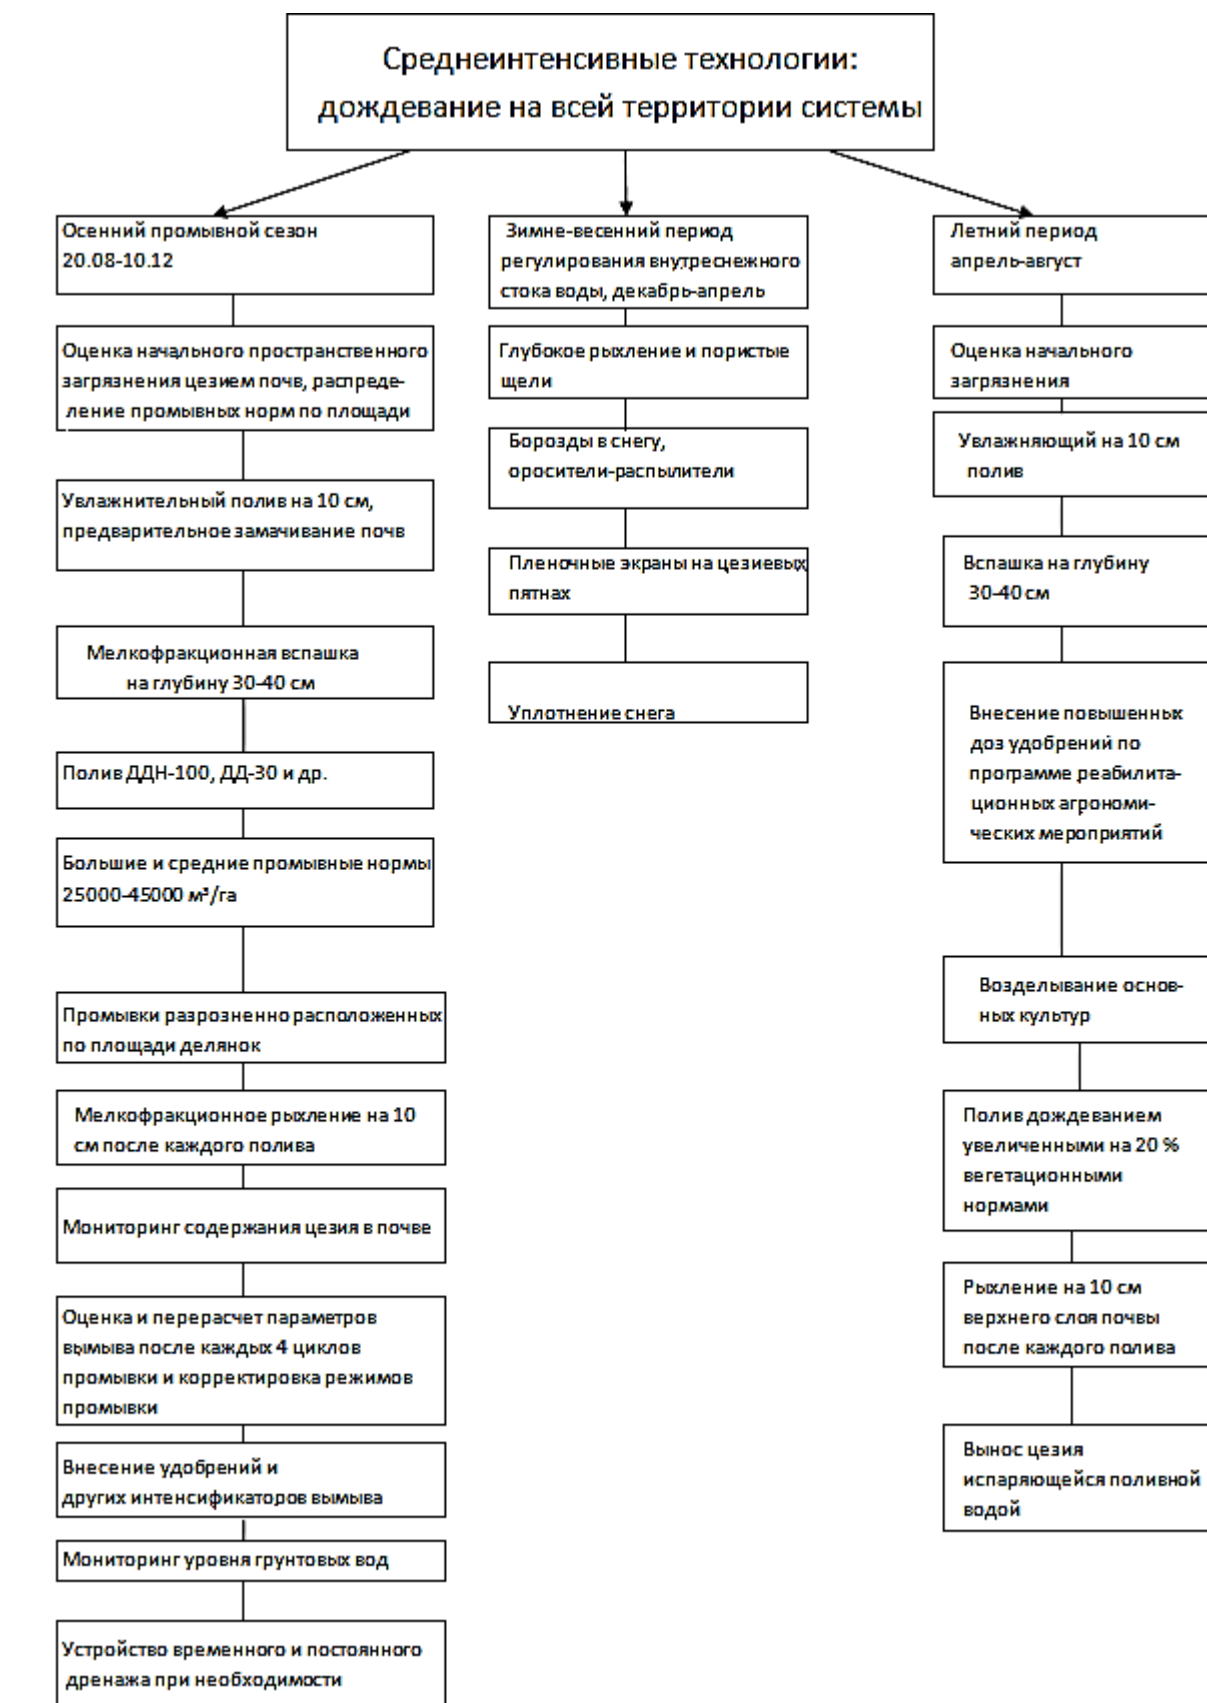 Среднеинтенсивные технологии:
дождевание на всей территории системы
Осенний промывной сезон
20.08-10.12
Оценка начального пространственного
загрязнения цезием почв, распреде-
ление промывных норм по площади
Увлажнительный полив на 10 см,
предварительное замачивание почв
Мелкофракционная вспашка
на глубину 30-40 см
Полив ДДН-100, ДД-30 и др.
Большие и средние промывные нормы
25000-45000 м³/га
Промывки разрозненно расположенных
по площади делянок
Мелкофракционное рыхление на 10
см после каждого полива
Мониторинг содержания цезия в почве
Оценка и перерасчет параметров
вымыва после каждых 4 циклов
промывки и корректировка режимов
промывки
Внесение удобрений и
других интенсификаторов вымыва
Мониторинг уровня грунтовых вод
Устройство временного и постоянного
дренажа при необходимости
Зимне-весенний период
регулирования внутреснежного
стока воды, декабрь-апрель
Глубокое рыхление и пористые
щели
Борозды в снегу,
оросители-распылители
Пленочные экраны на цезиевых
пятнах
Уплотнение снега
Летний период
апрель-август
Оценка начального
загрязнения
Увлажняющий на 10 см
полив
Вспашка на глубину
30-40 см
Внесение повышенных
доз удобрений по
программе реабилита-
ционных агрономи-
ческих мероприятий
Возделывание основ-
ных культур
Полив дождеванием
увеличенными на 20 %
вегетационными
нормами
Рыхление на 10 см
верхнего слоя почвы
после каждого полива
Вынос цезия
испаряющейся поливной
водой